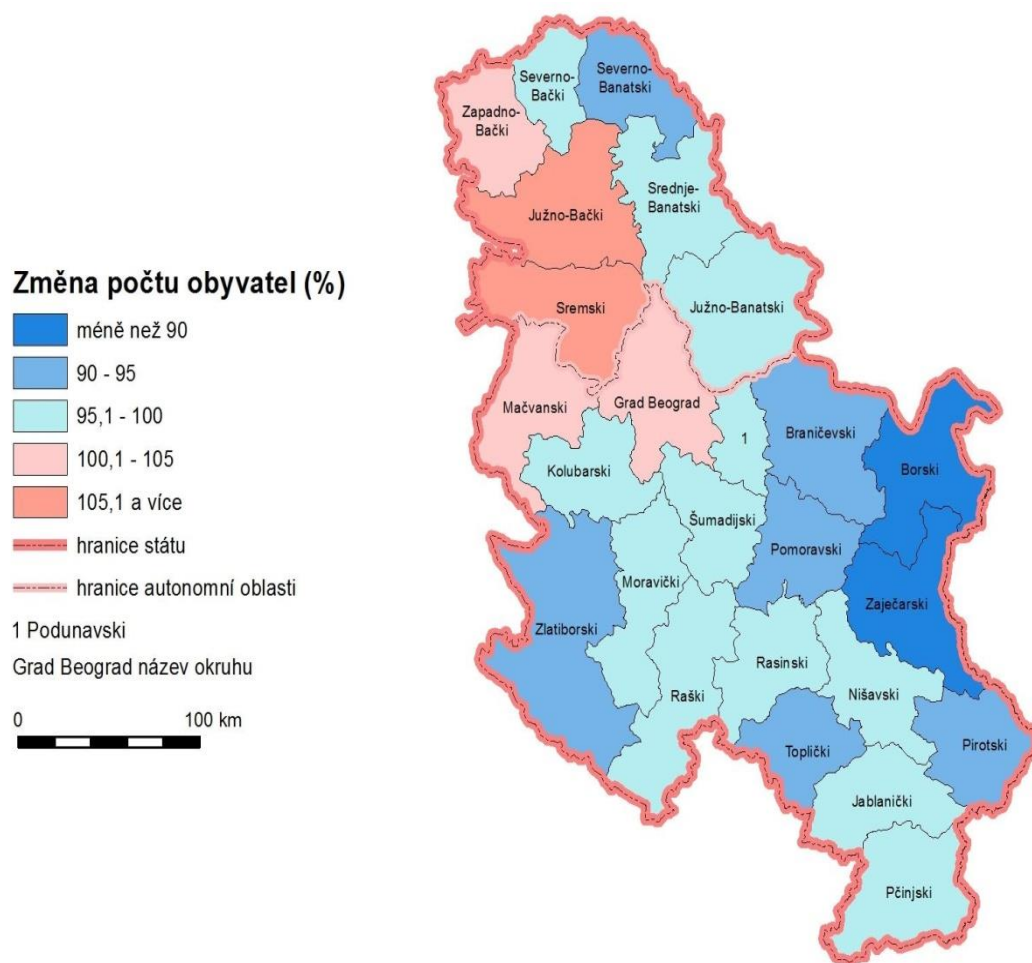 Změna počtu obyvatel (%)
méně než 90
90 - 95
95,1 - 100
100,1 - 105
105,1 a více
hranice státu
hranice autonomní oblasti
1 Podunavski
Grad Beograd název okruhu
0 100 km
Severno-
Bački
Severno-
Banatski
Zapadno-
Bački
Srednje-
Banatski
Južno-Bački
Sremski
Južno-Banatski
Mačvanski
Grad Beograd
1
Braničevski
Kolubarski
Borski
Šumadijski
Pomoravski
Moravički
Zaječarski
Zlatiborski
Rasinski
Raški
Nišavski
Toplički
Pirotski
Jablanički
Pčinjski